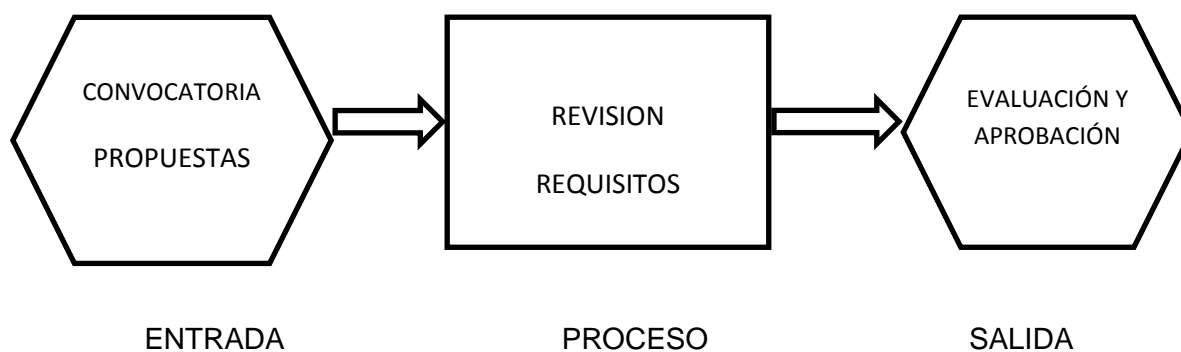 CONVOCATORIA
PROPUESTAS
REVISION
REQUISITOS
EVALUACIÓN Y
APROBACIÓN
ENTRADA
PROCESO
SALIDA